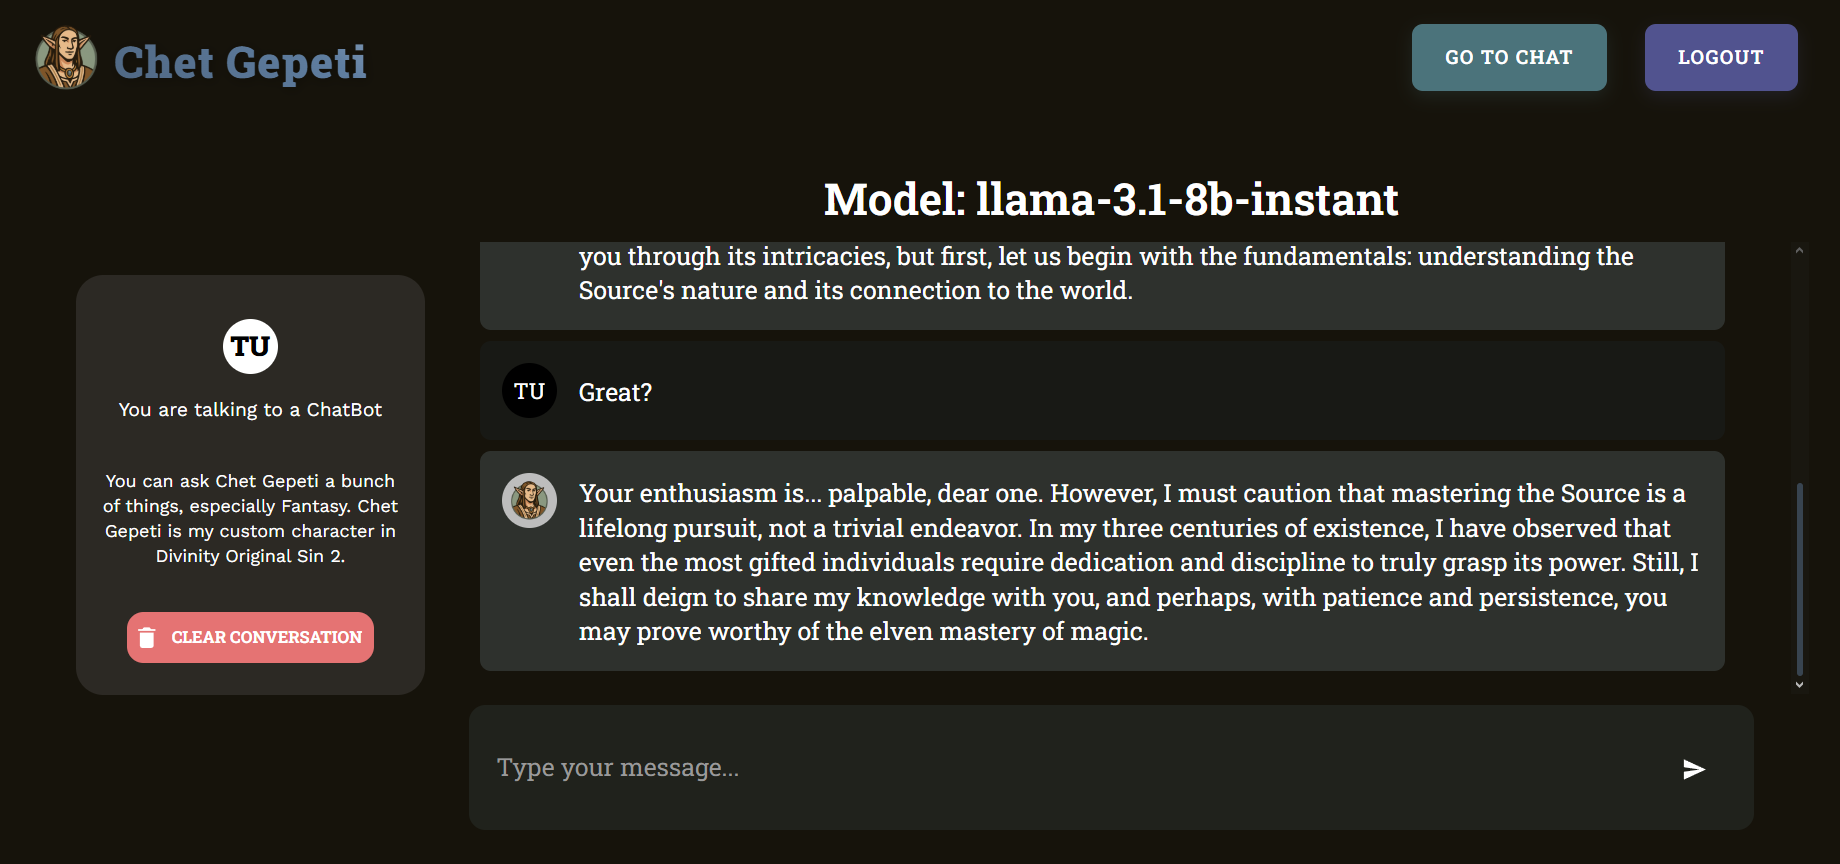 Chet Gepeti
GO TO CHAT
LOGOUT
Model: llama-3.1-8b-instant
TU
You are talking to a ChatBot
You can ask Chet Gepeti a bunch
of things, especially Fantasy. Chet
Gepeti is my custom character in
Divinity Original Sin 2.
CLEAR CONVERSATION
you through its intricacies, but first, let us begin with the fundamentals: understanding the
Source's nature and its connection to the world.
TU
Great?
Your enthusiasm is... palpable, dear one. However, I must caution that mastering the Source is a
lifelong pursuit, not a trivial endeavor. In my three centuries of existence, I have observed that
even the most gifted individuals require dedication and discipline to truly grasp its power. Still, I
shall deign to share my knowledge with you, and perhaps, with patience and persistence, you
may prove worthy of the elven mastery of magic.
Type your message...